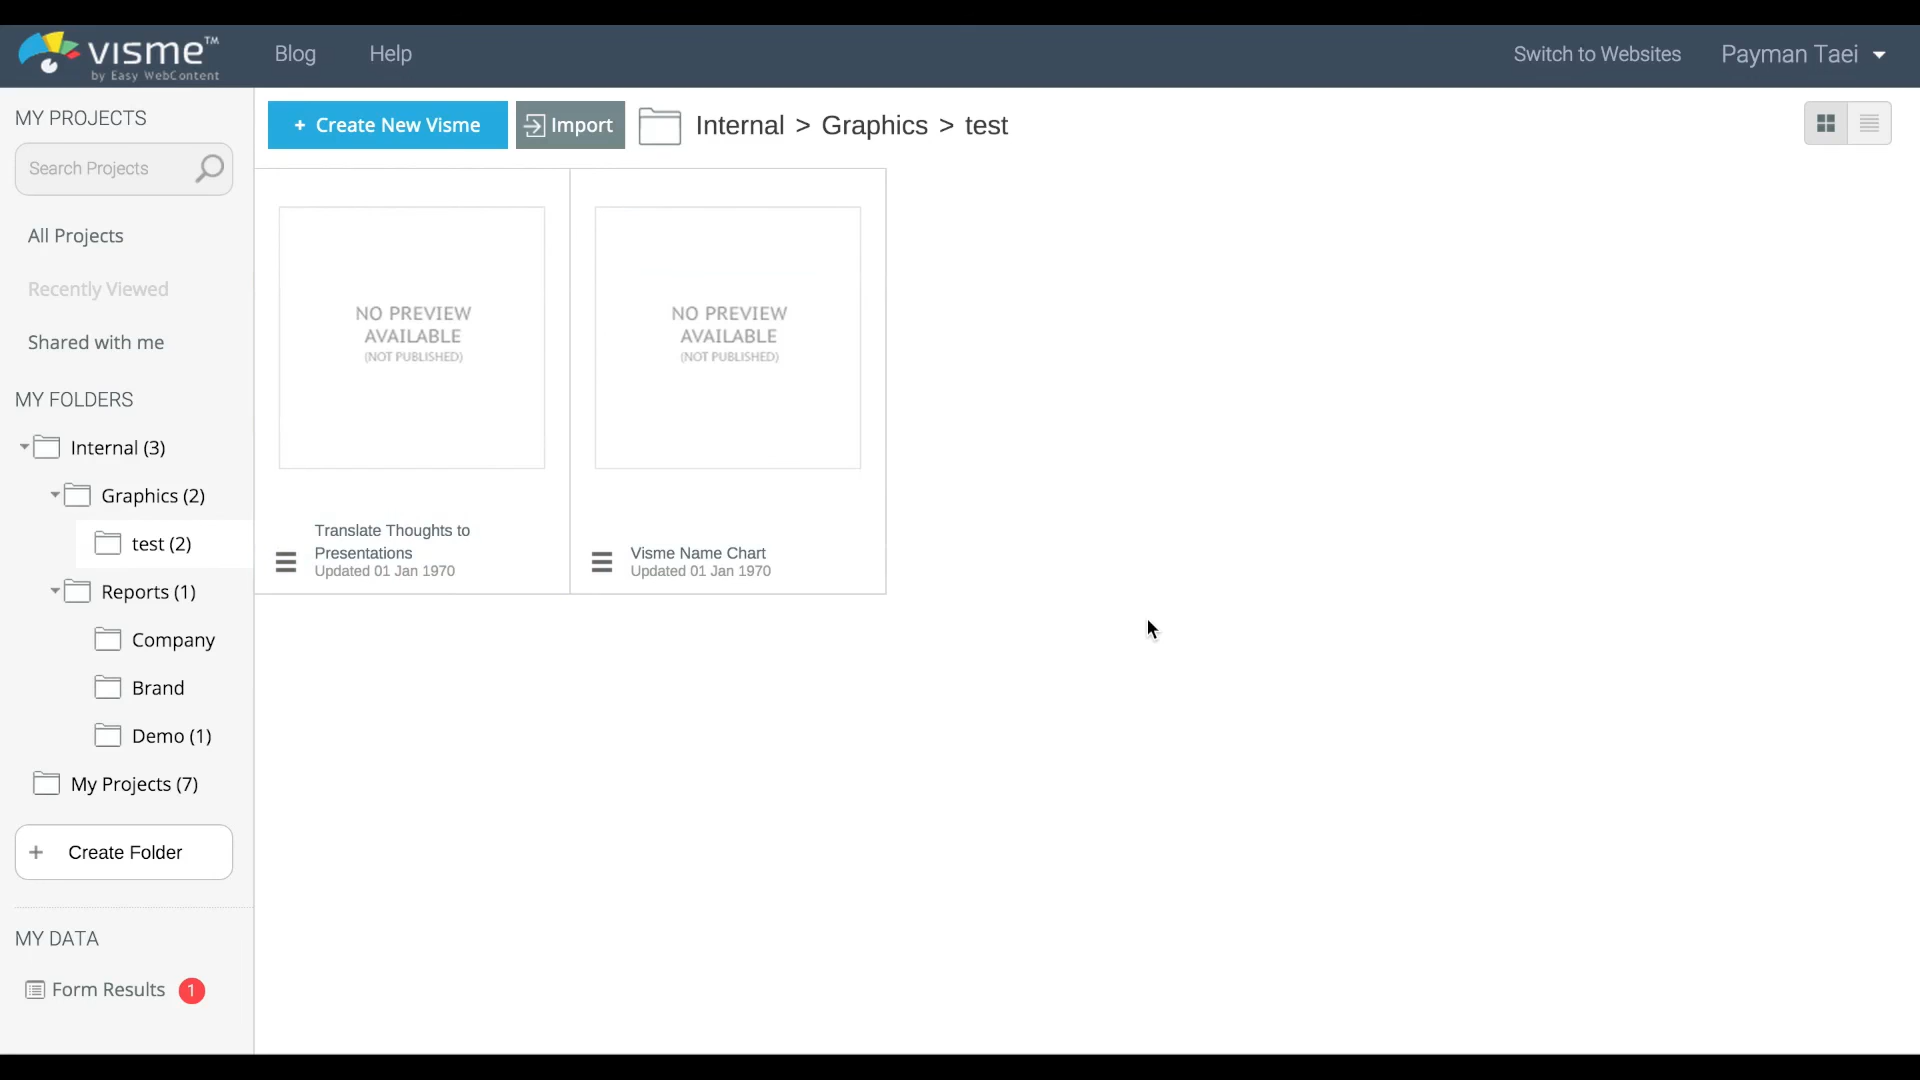 visme™
by Easy WebContent
Blog
Help
Switch to Websites
Payman Taei
MY PROJECTS
Search Projects
All Projects
Recently Viewed
Shared with me
MY FOLDERS
Internal (3)
Graphics (2)
test (2)
Reports (1)
Company
Brand
Demo (1)
My Projects (7)
+ Create Folder
MY DATA
Form Results 1
+ Create New Visme
Import
Internal > Graphics > test
NO PREVIEW
AVAILABLE
(NOT PUBLISHED)
Translate Thoughts to
Presentations
Updated 01 Jan 1970
NO PREVIEW
AVAILABLE
(NOT PUBLISHED)
Visme Name Chart
Updated 01 Jan 1970